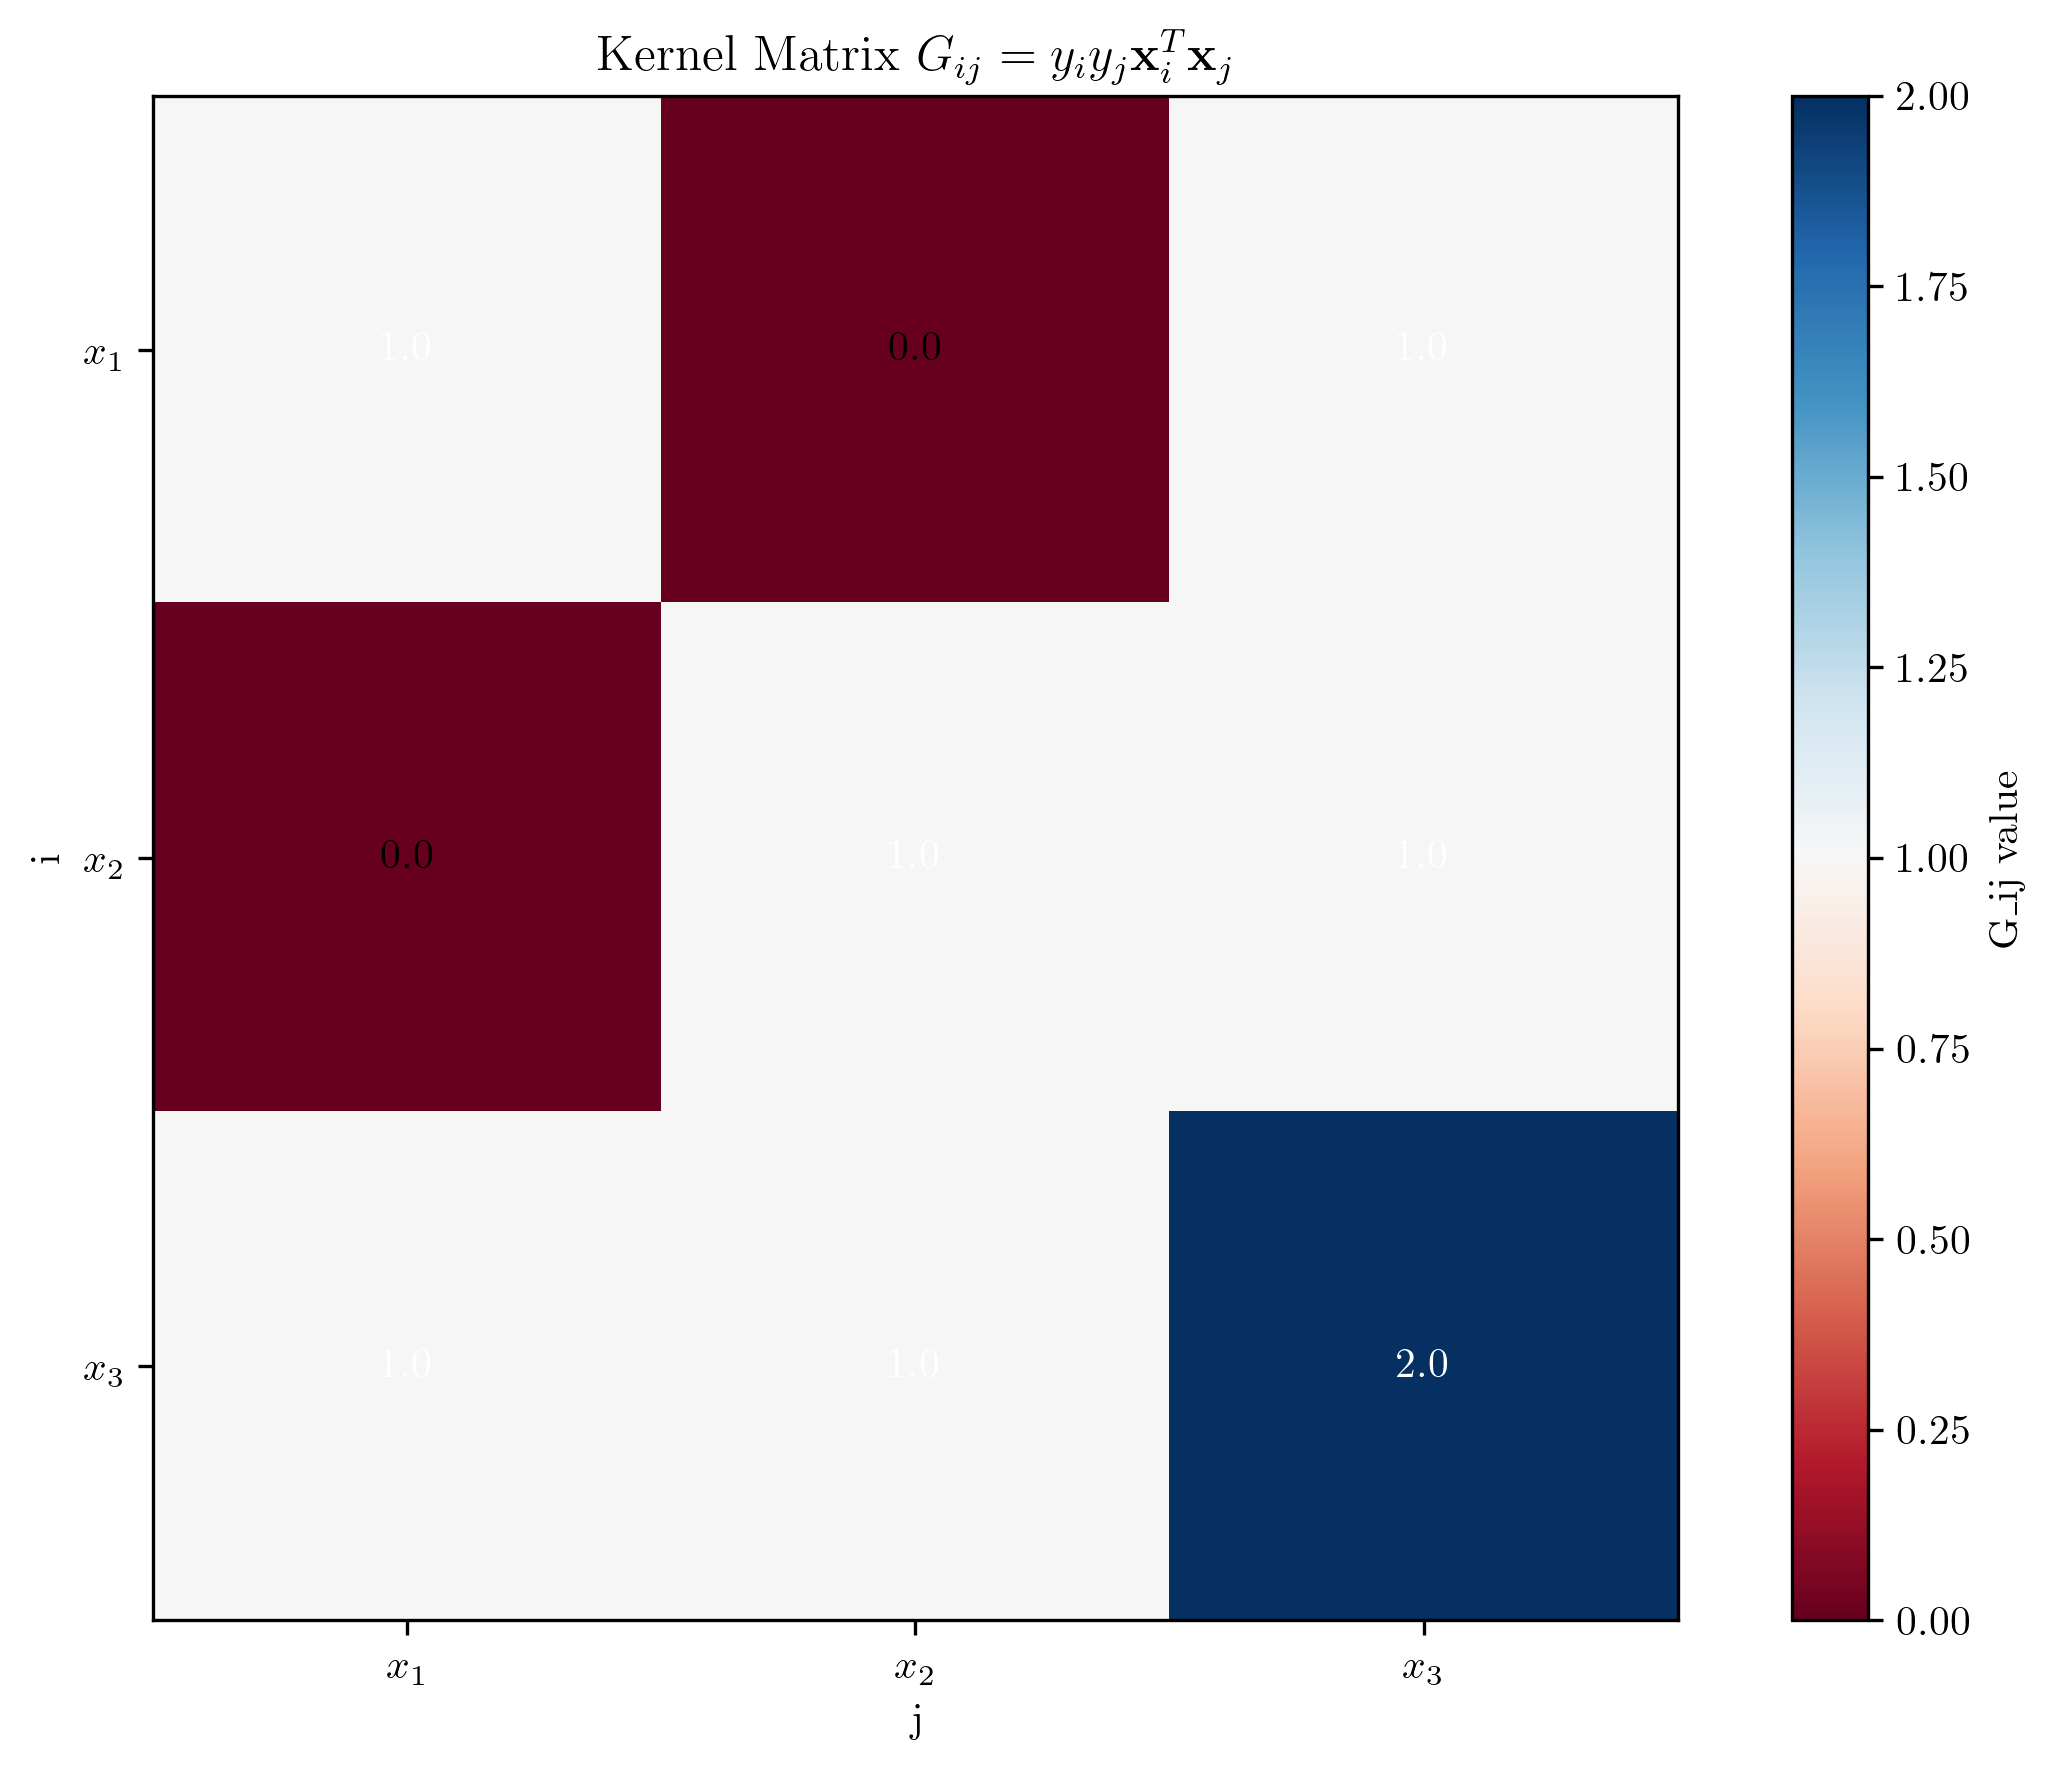 Kernel Matrix $G_{ij} = y_i y_j \mathbf{x}_i^T \mathbf{x}_j$
2.00
1.75
1.50
1.25
1.00
0.75
0.50
0.25
0.00
G_ij value
i
$x_1$
1.0 0.0 1.0
$x_2$
0.0 1.0 1.0
$x_3$
1.0 1.0 2.0
$x_1$ $x_2$ $x_3$
j